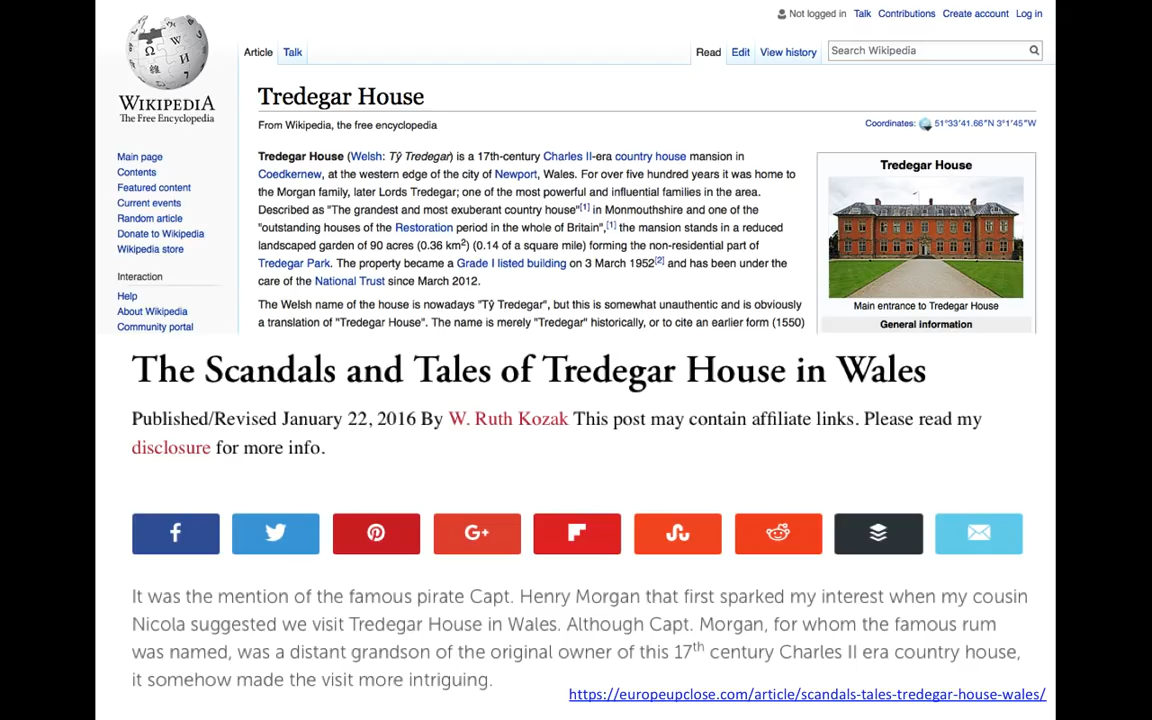 Not logged in Talk Contributions Create account Log in
Article Talk Read Edit View history Search Wikipedia
WIKIPEDIA
The Free Encyclopedia
Main page
Contents
Featured content
Current events
Random article
Donate to Wikipedia
Wikipedia store
Interaction
Help
About Wikipedia
Community portal
Tredegar House
From Wikipedia, the free encyclopedia
Coordinates: 51°33′41.66″N 3°1′45″W
Tredegar House (Welsh: Tŷ Tredegar) is a 17th-century Charles II-era country house mansion in
Coedkernew, at the western edge of the city of Newport, Wales. For over five hundred years it was home to
the Morgan family, later Lords Tredegar; one of the most powerful and influential families in the area.
Described as "The grandest and most exuberant country house"[1] in Monmouthshire and one of the
"outstanding houses of the Restoration period in the whole of Britain",[1] the mansion stands in a reduced
landscaped garden of 90 acres (0.36 km²) (0.14 of a square mile) forming the non-residential part of
Tredegar Park. The property became a Grade I listed building on 3 March 1952[2] and has been under the
care of the National Trust since March 2012.
The Welsh name of the house is nowadays "Tŷ Tredegar", but this is somewhat unauthentic and is obviously
a translation of "Tredegar House". The name is merely "Tredegar" historically, or to cite an earlier form (1550)
Tredegar House
Main entrance to Tredegar House
General information
The Scandals and Tales of Tredegar House in Wales
Published/Revised January 22, 2016 By W. Ruth Kozak This post may contain affiliate links. Please read my
disclosure for more info.
It was the mention of the famous pirate Capt. Henry Morgan that first sparked my interest when my cousin
Nicola suggested we visit Tredegar House in Wales. Although Capt. Morgan, for whom the famous rum
was named, was a distant grandson of the original owner of this 17th century Charles II era country house,
it somehow made the visit more intriguing.
https://europeupclose.com/article/scandals-tales-tredegar-house-wales/